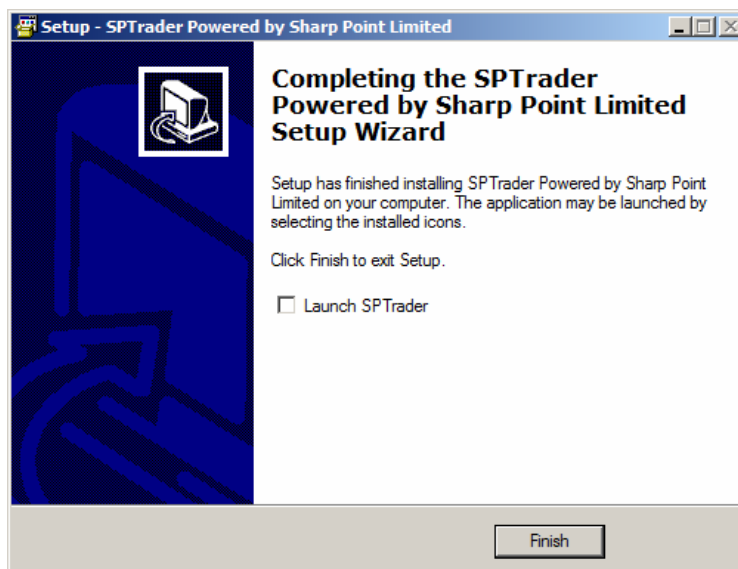 Setup - SPTrader Powered by Sharp Point Limited
Completing the SPTrader
Powered by Sharp Point Limited
Setup Wizard
Setup has finished installing SPTrader Powered by Sharp Point
Limited on your computer. The application may be launched by
selecting the installed icons.
Click Finish to exit Setup.
Launch SPTrader
Finish